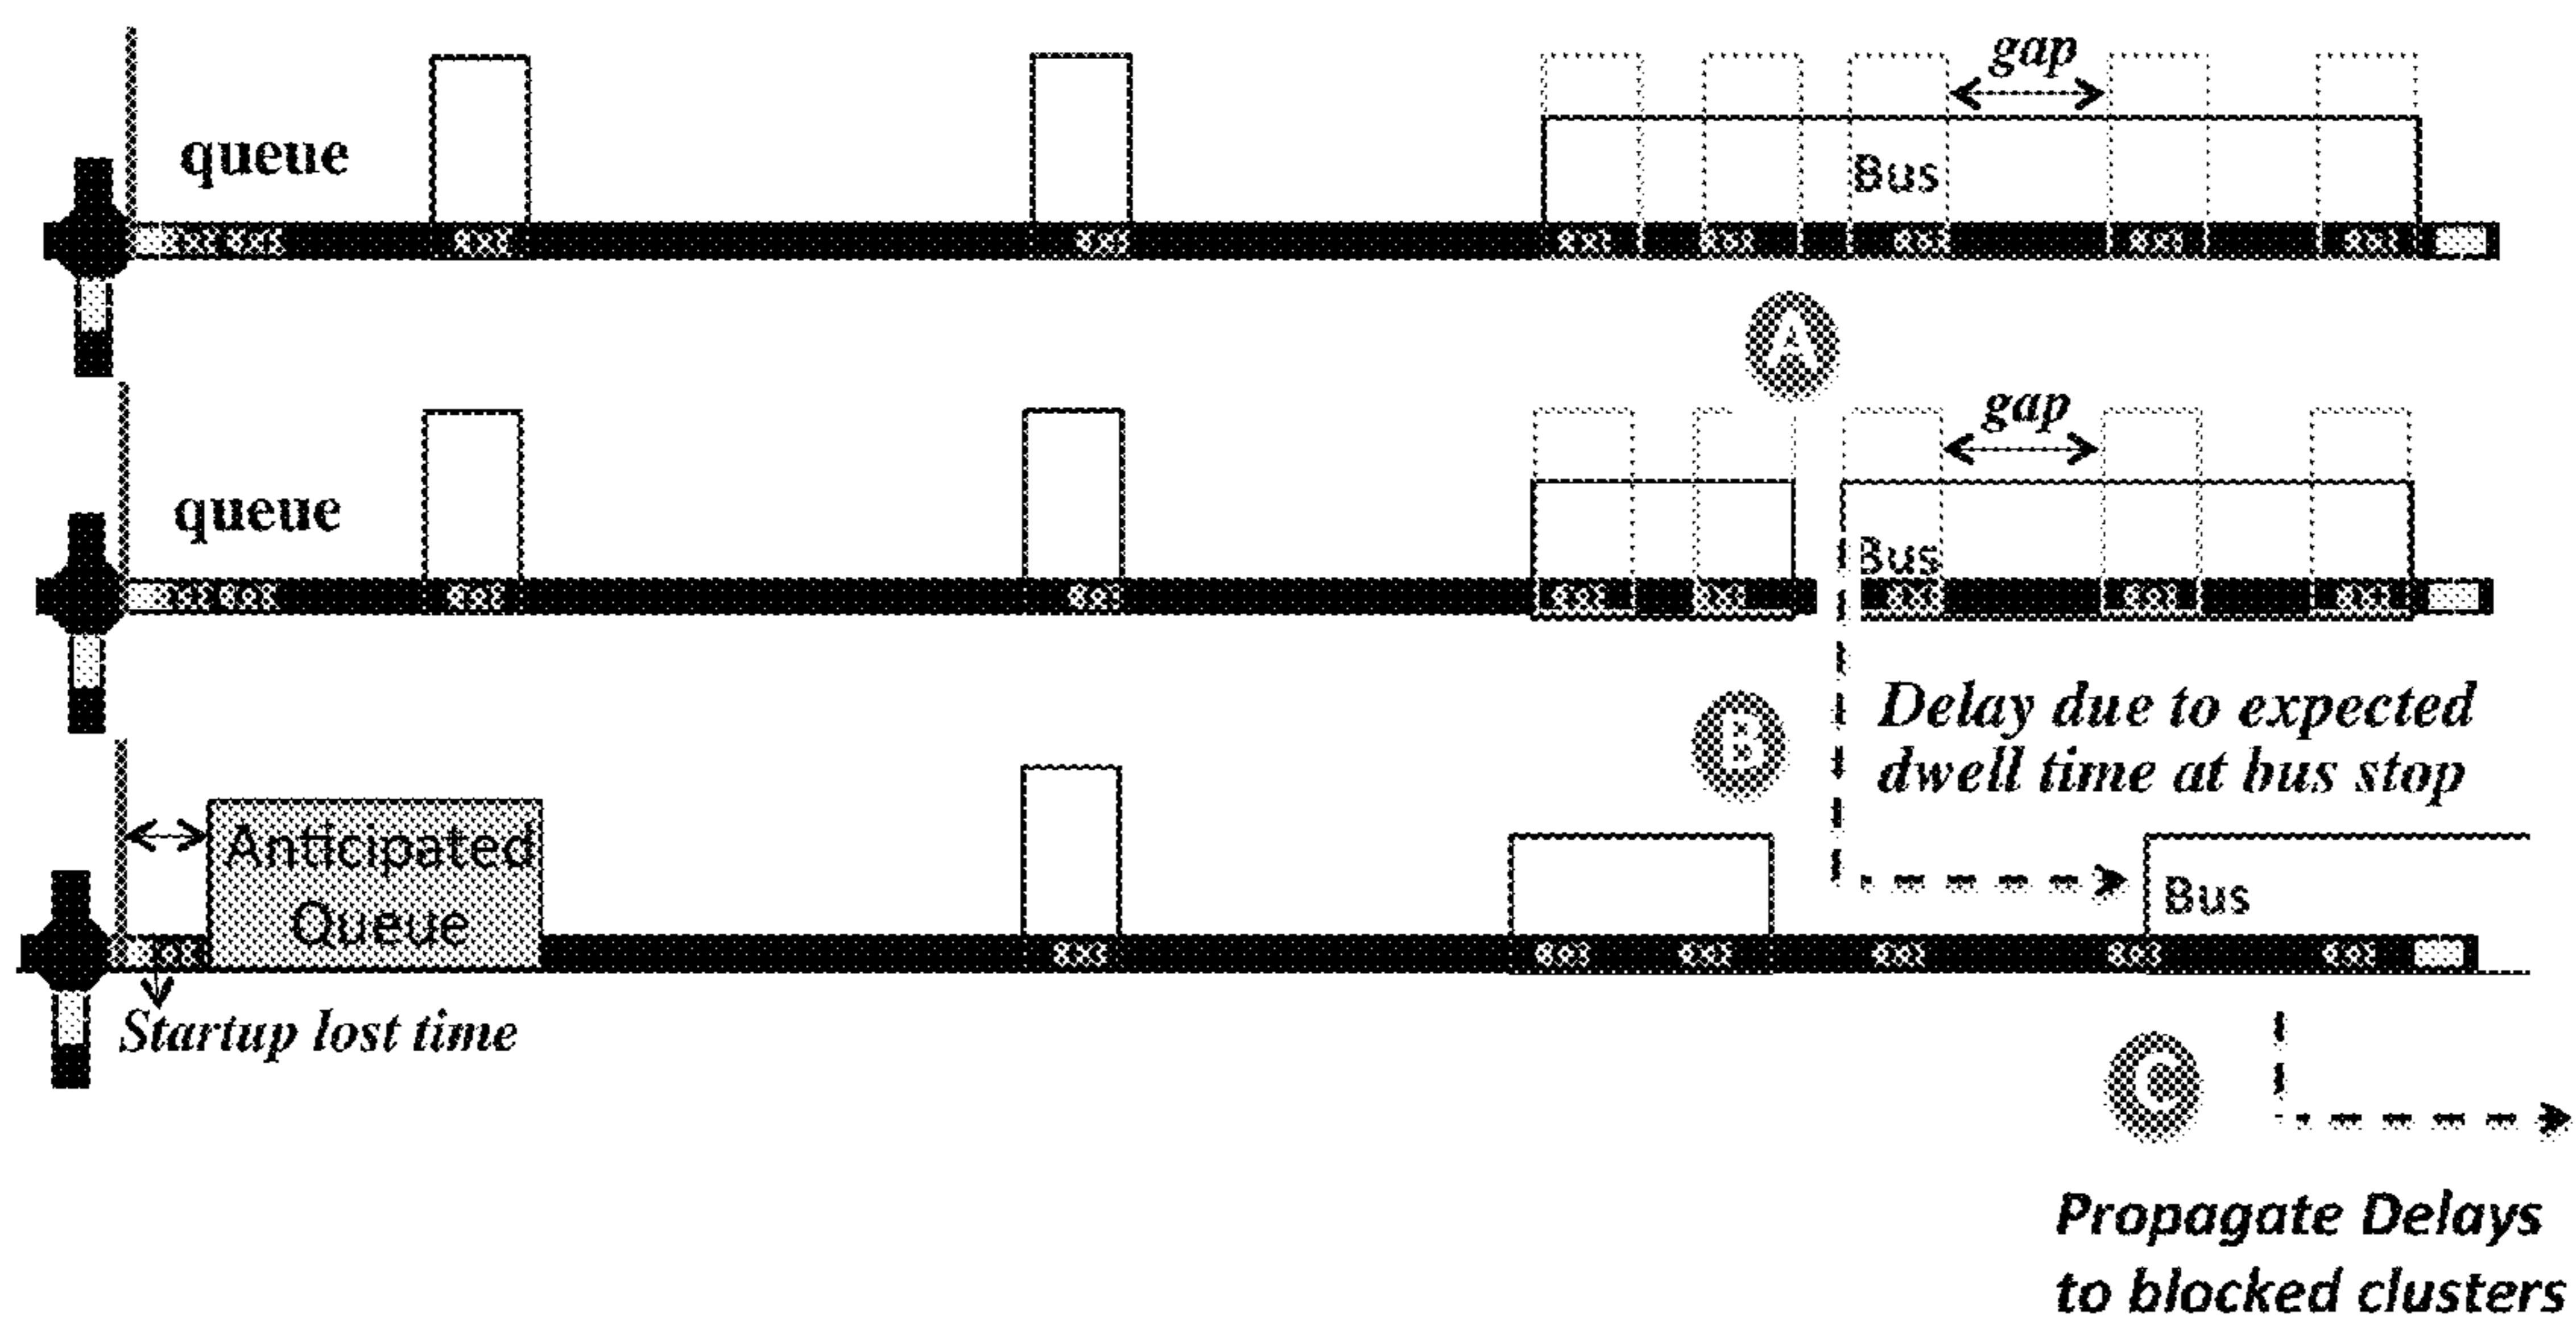 gap
queue
Bus
A
gap
queue
Bus
B
Delay due to expected
dwell time at bus stop
Anticipated
Queue
Bus
Startup lost time
C
Propagate Delays
to blocked clusters